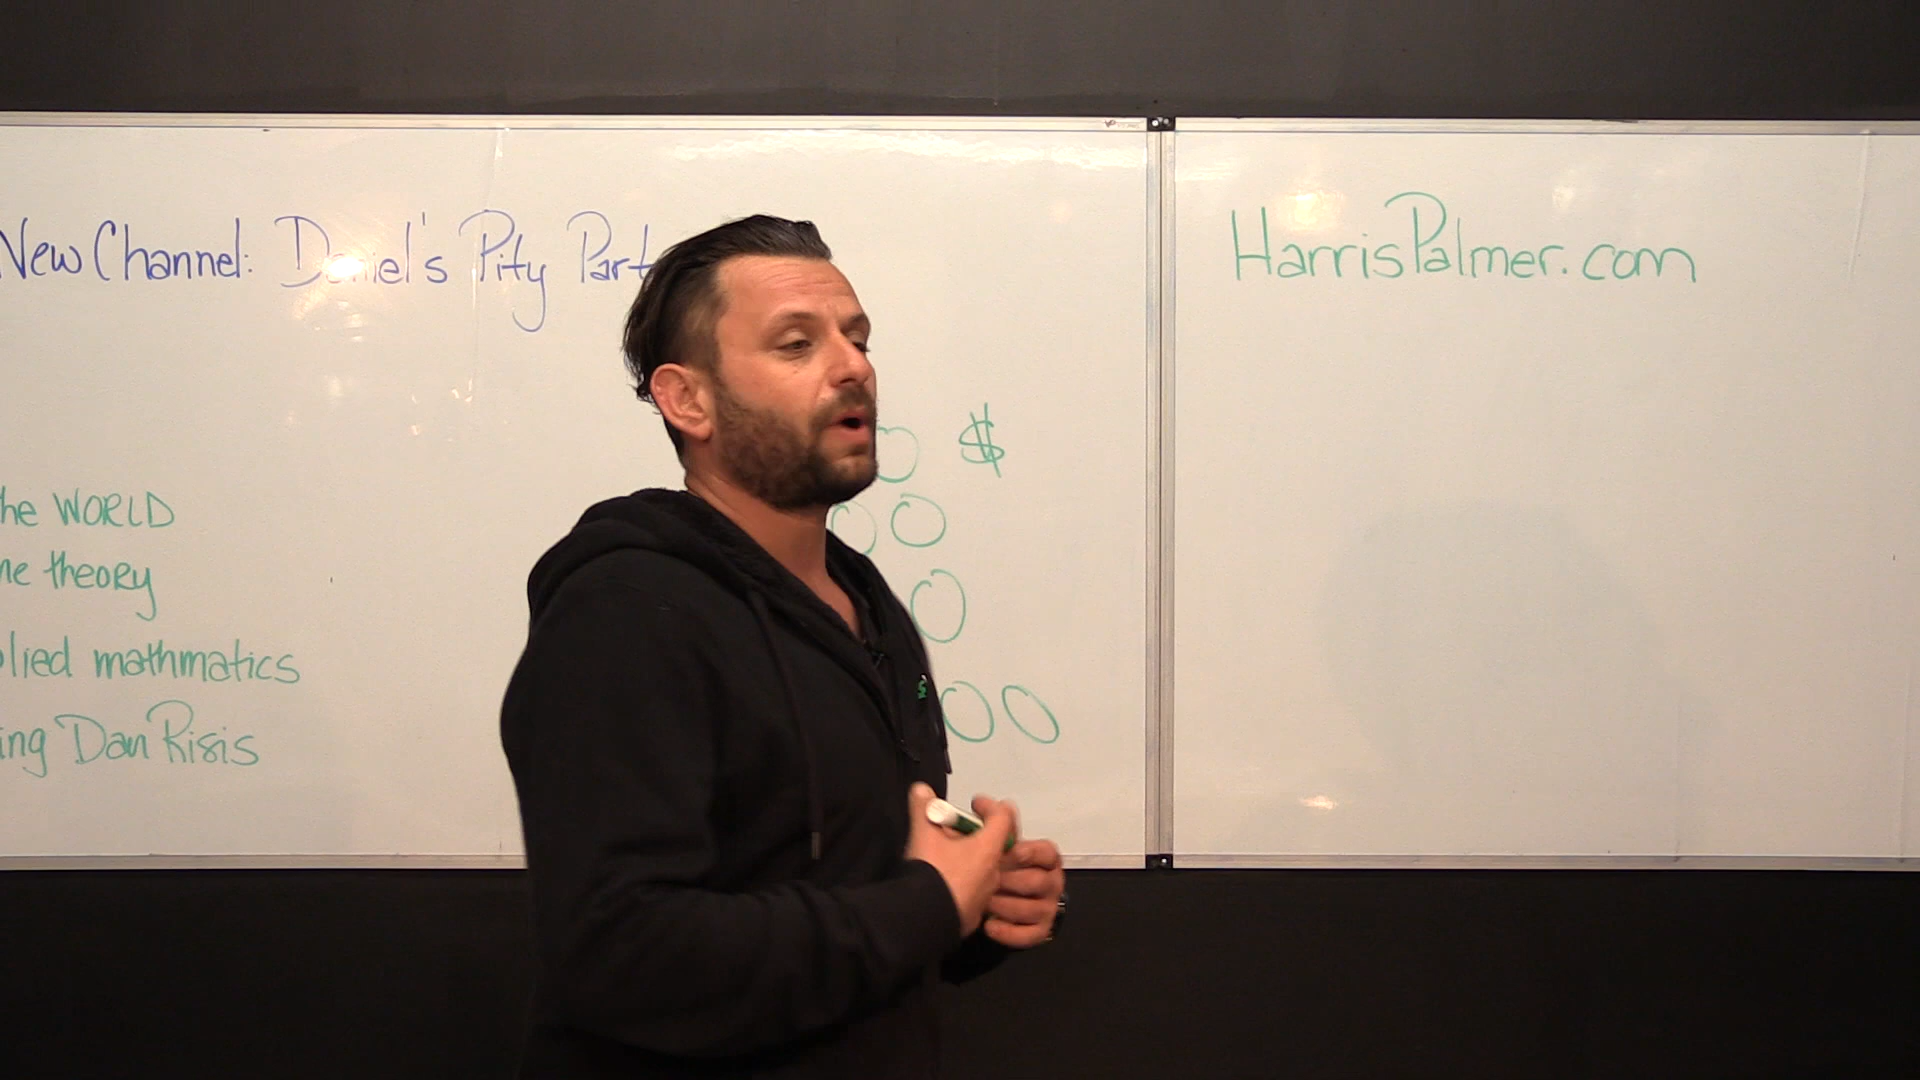 New Channel: Daniel's Pity Part
HarrisPalmer.com
$
he WORLD
ne theory
plied mathmatics
ing Dan Risis